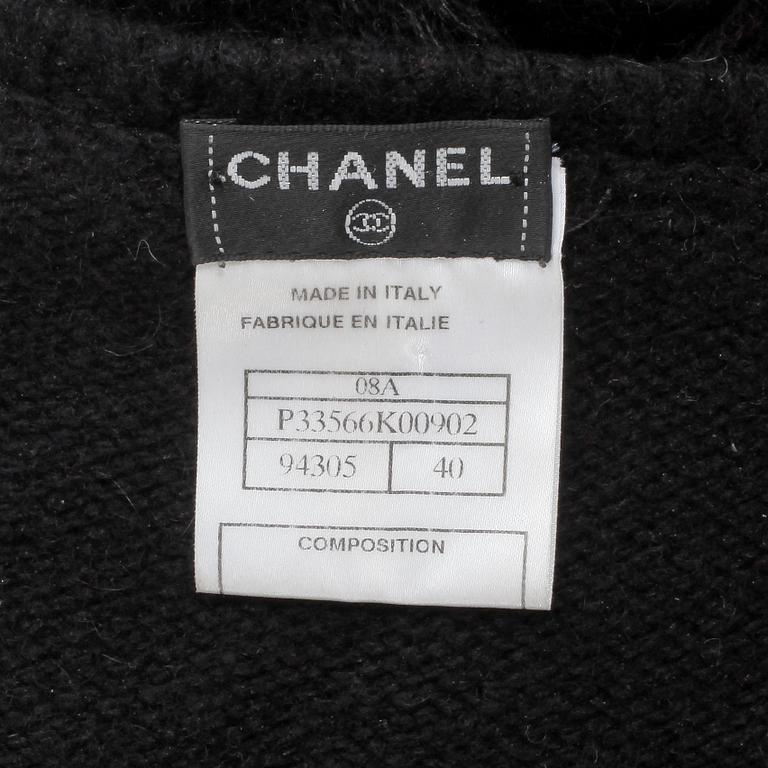 CHANEL
MADE IN ITALY
FABRIQUE EN ITALIE
08A
P33566K00902
94305 40
COMPOSITION